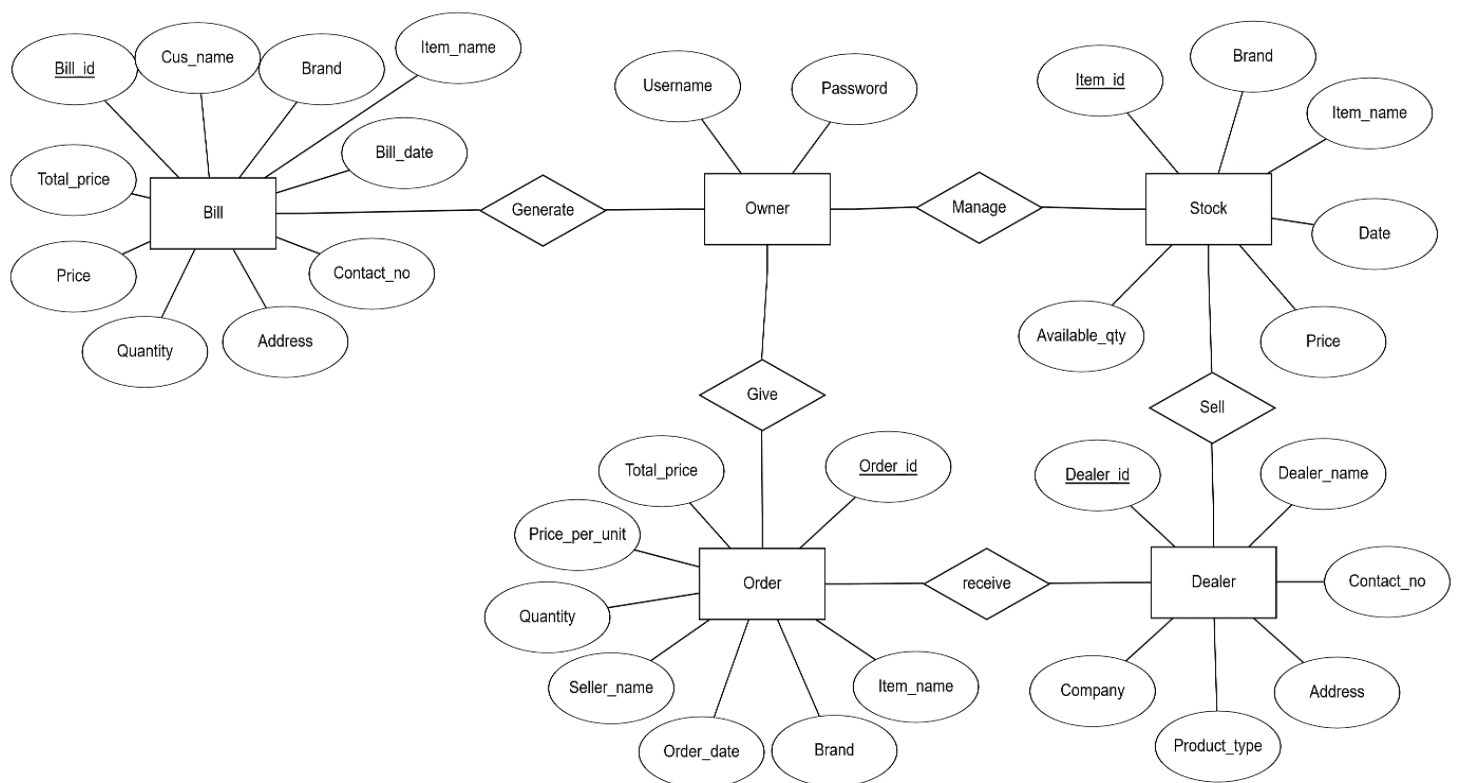 Bill_id
Cus_name
Brand
Item_name
Total_price
Bill_date
Bill
Price
Contact_no
Quantity
Address
Generate
Username
Password
Owner
Manage
Item_id
Brand
Item_name
Stock
Date
Available_qty
Price
Give
Sell
Total_price
Order_id
Price_per_unit
Order
Quantity
Seller_name
Order_date
Brand
Item_name
receive
Dealer_id
Dealer_name
Dealer
Contact_no
Company
Product_type
Address